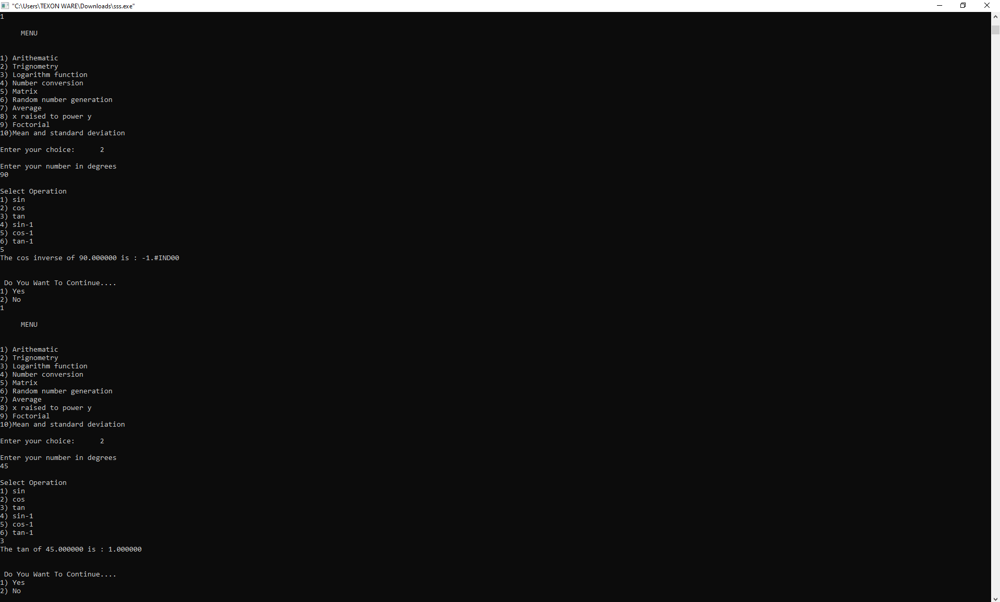 "C:\Users\TEXON WARE\Downloads\sss.exe"
1
MENU
1) Arithematic
2) Trignometry
3) Logarithm function
4) Number conversion
5) Matrix
6) Random number generation
7) Average
8) x raised to power y
9) Foctorial
10)Mean and standard deviation
Enter your choice:      2
Enter your number in degrees
90
Select Operation
1) sin
2) cos
3) tan
4) sin-1
5) cos-1
6) tan-1
5
The cos inverse of 90.000000 is : -1.#IND00
Do You Want To Continue....
1) Yes
2) No
1
MENU
1) Arithematic
2) Trignometry
3) Logarithm function
4) Number conversion
5) Matrix
6) Random number generation
7) Average
8) x raised to power y
9) Foctorial
10)Mean and standard deviation
Enter your choice:      2
Enter your number in degrees
45
Select Operation
1) sin
2) cos
3) tan
4) sin-1
5) cos-1
6) tan-1
3
The tan of 45.000000 is : 1.000000
Do You Want To Continue....
1) Yes
2) No